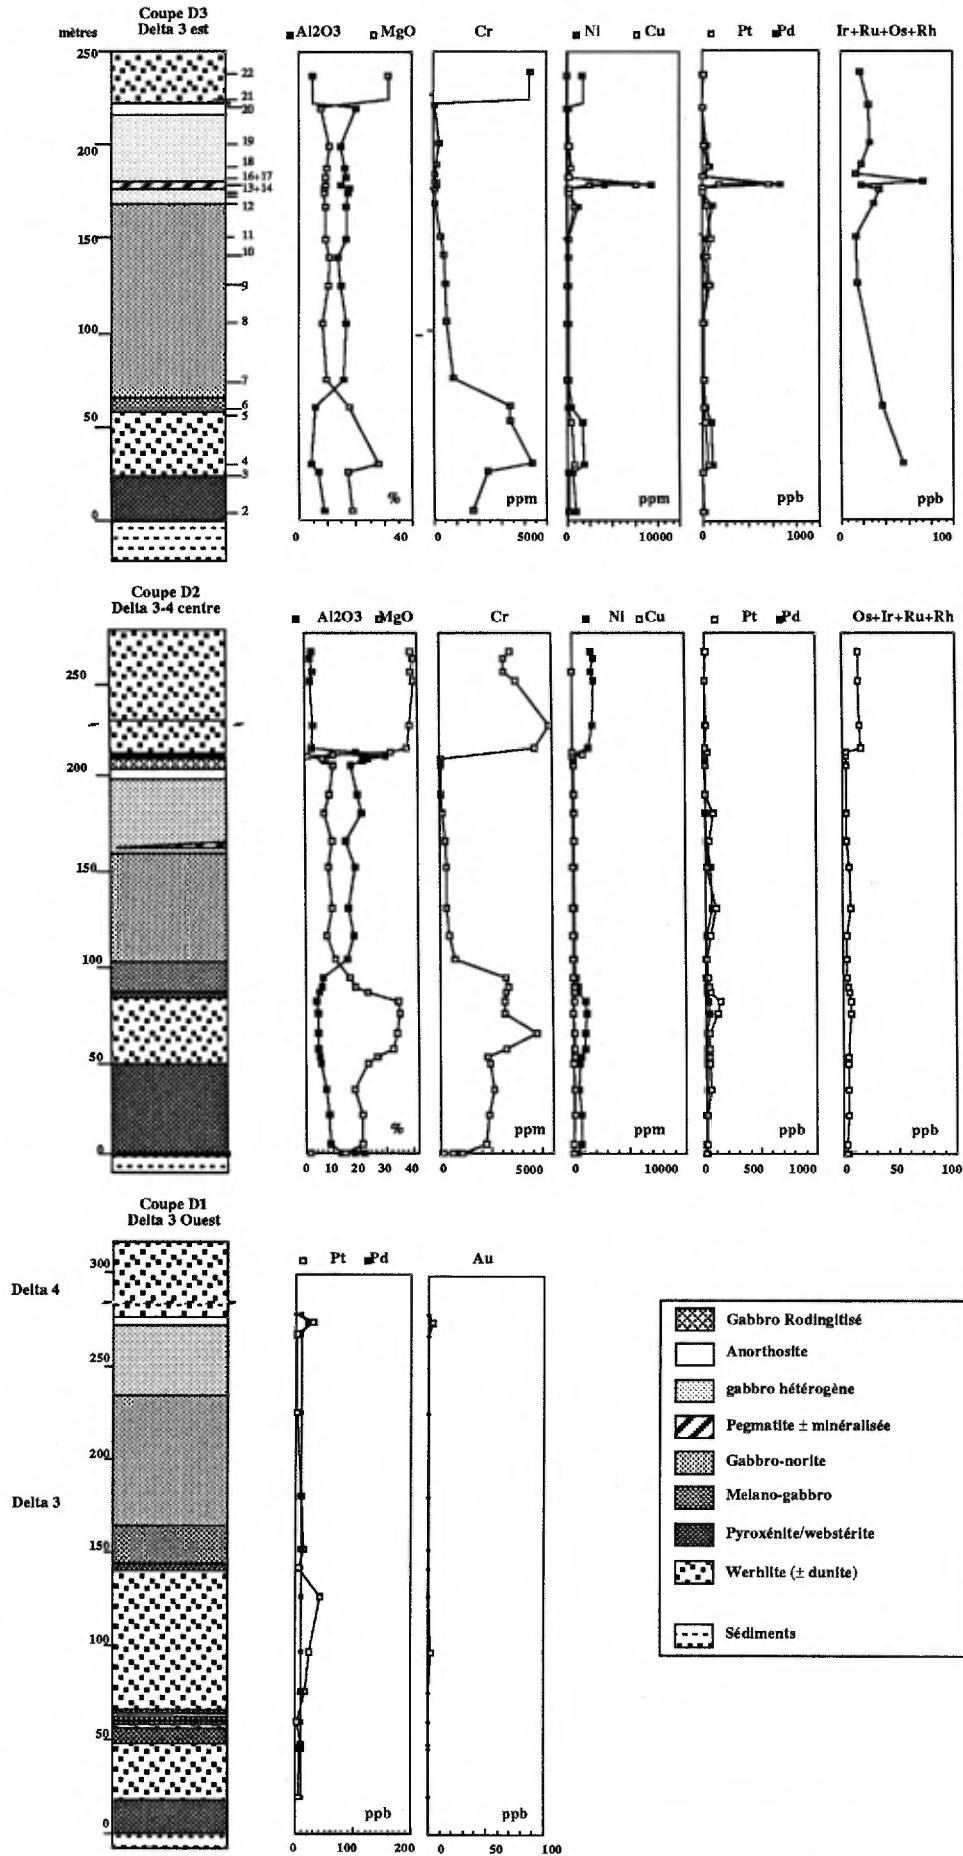 Coupe D3
Delta 3 est
mètres
Al2O3 MgO
Cr
Ni Cu
Pt Pd
Ir+Ru+Os+Rh
250
200
150
100
50
0
22
21
20
19
18
16+17
13+14
12
11
10
9
8
7
6
5
4
3
2
%
ppm
ppm
ppb
ppb
0 40
0 5000
0 10000
0 1000
0 100
Coupe D2
Delta 3-4 centre
Al2O3 MgO
Cr
Ni Cu
Pt Pd
Os+Ir+Ru+Rh
250
200
150
100
50
0
%
ppm
ppm
ppb
ppb
0 10 20 30 40
0 5000
0 10000
0 500 1000
0 50 100
Coupe D1
Delta 3 Ouest
Pt Pd
Au
Delta 4
Delta 3
300
250
200
150
100
50
0
ppb
ppb
0 100 200
0 50 100
Gabbro Rodingitisé
Anorthosite
gabbro hétérogène
Pegmatite ± minéralisée
Gabbro-norite
Melano-gabbro
Pyroxénite/webstérite
Werhlite (± dunite)
Sédiments